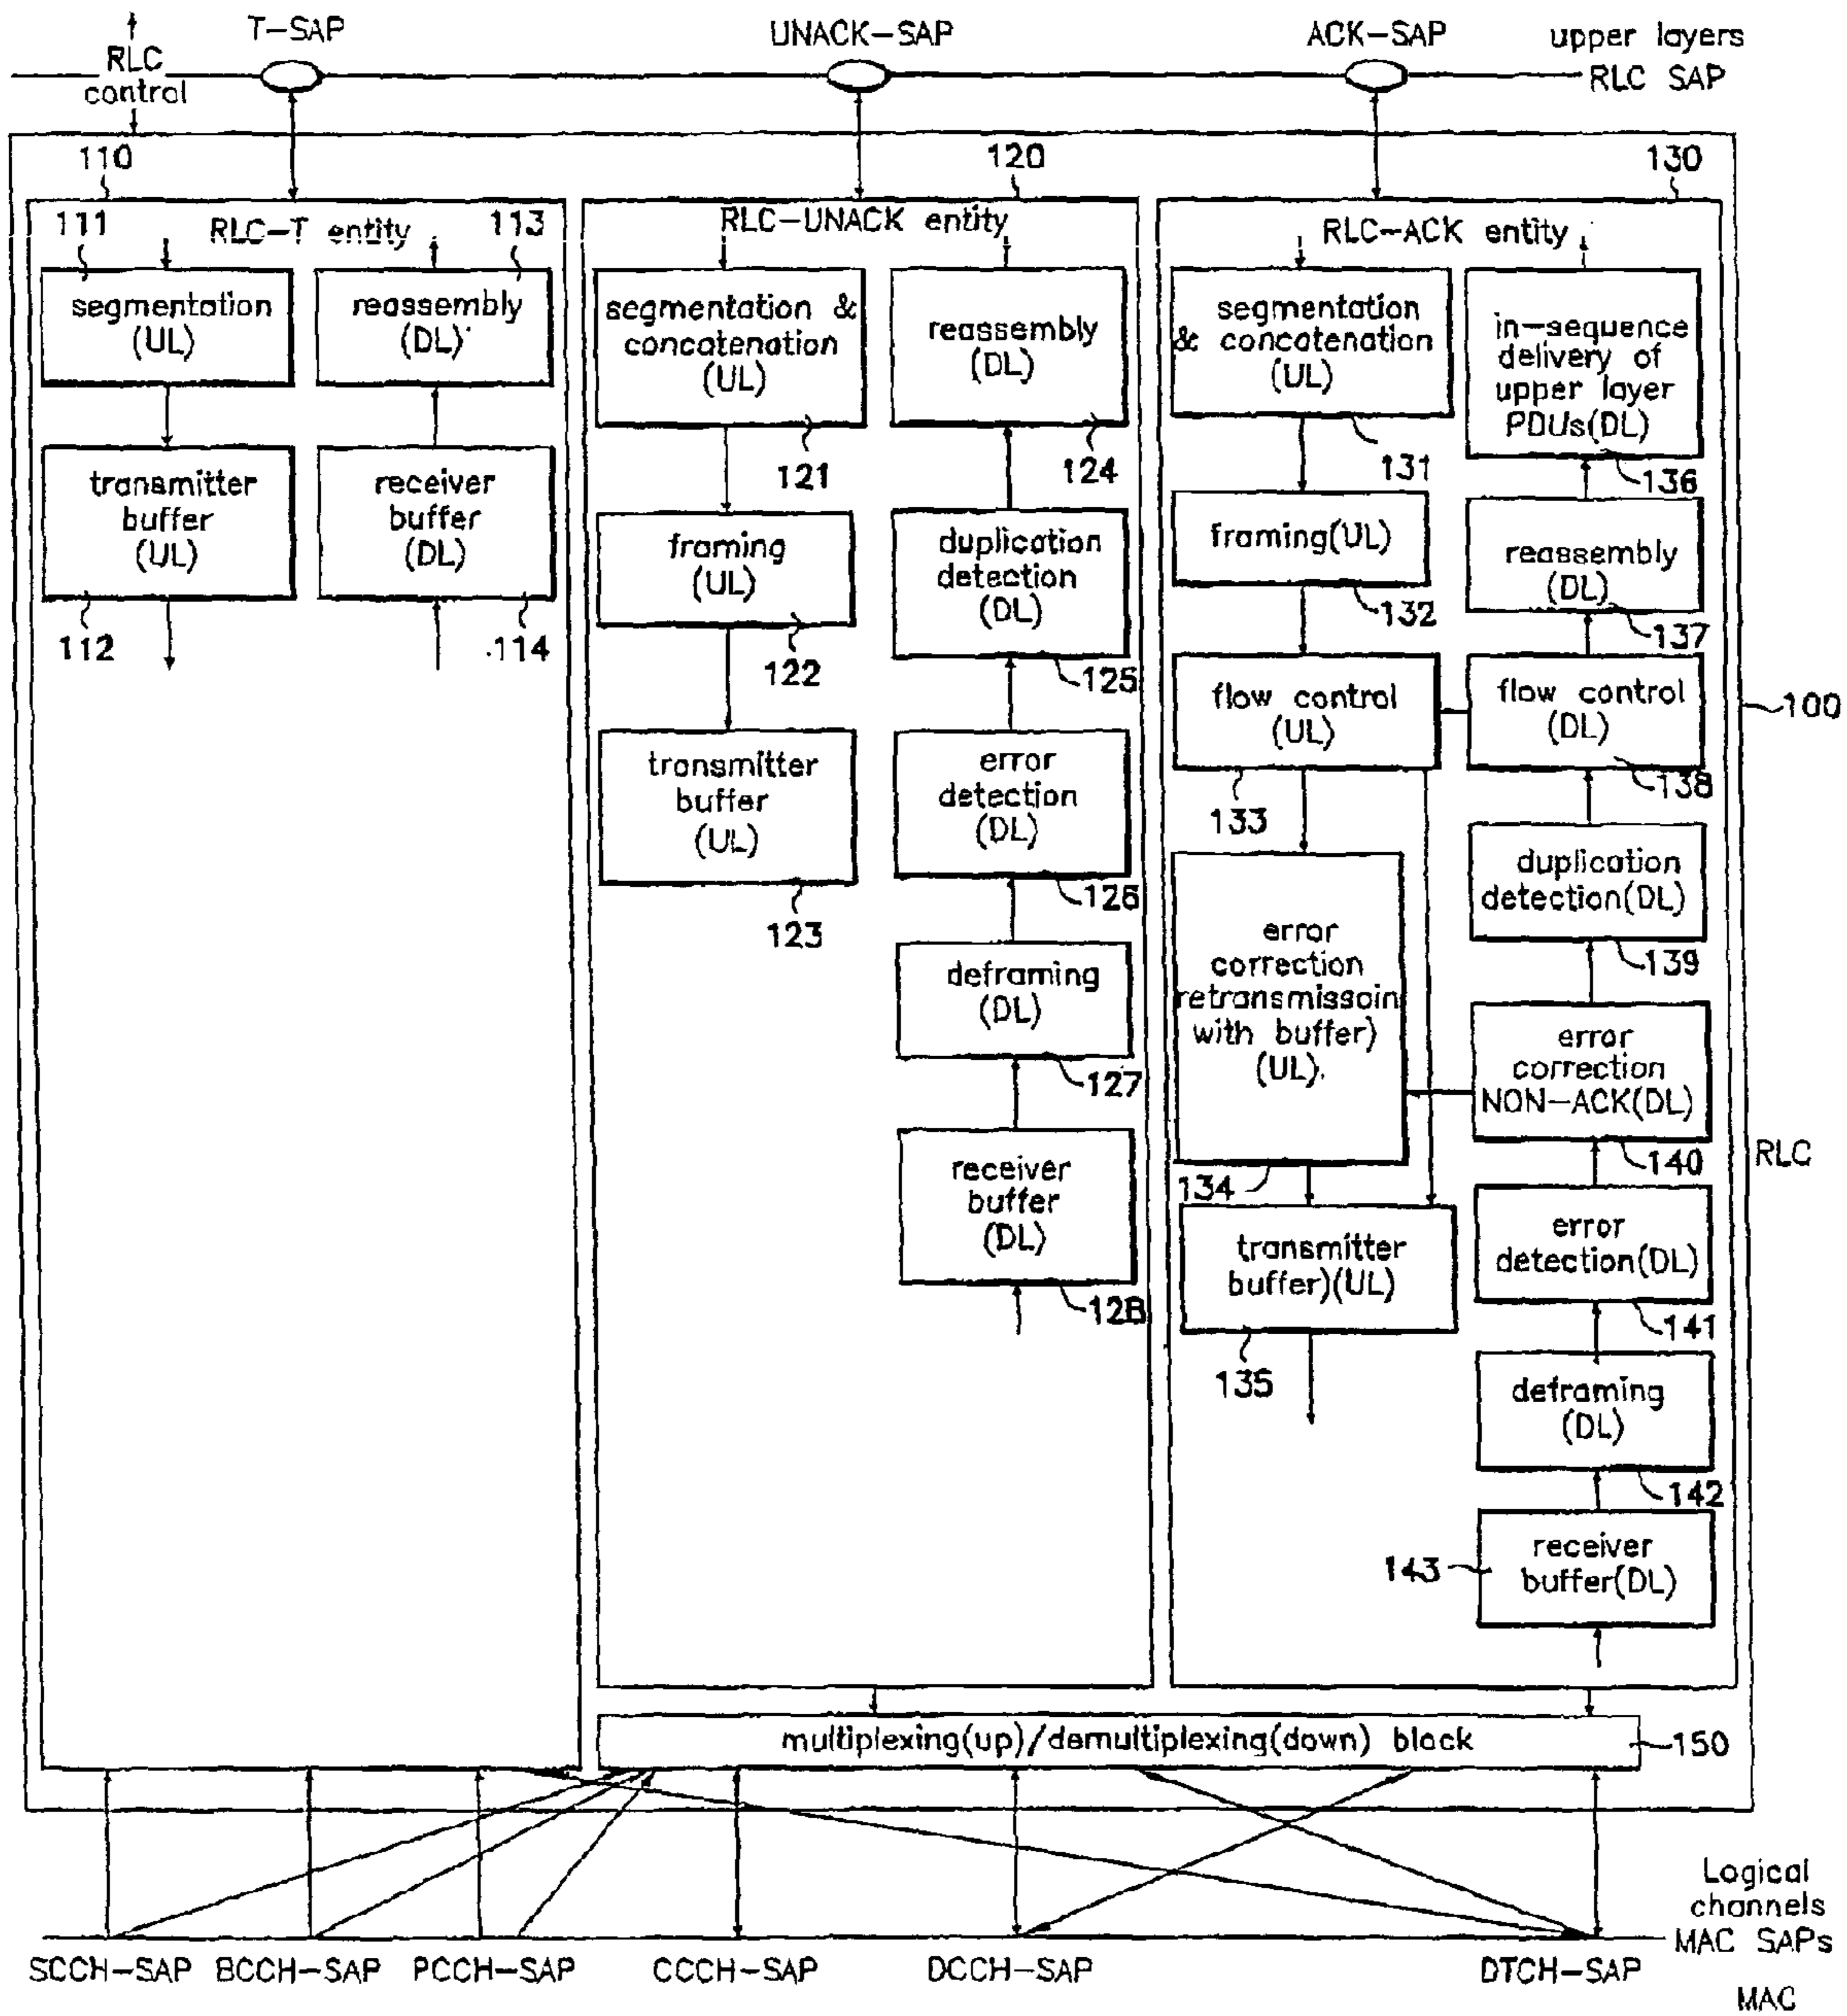 T-SAP
UNACK-SAP
ACK-SAP
upper layers
RLC
control
RLC SAP
110
120
130
RLC-T entity
111
113
segmentation
(UL)
reassembly
(DL)
transmitter
buffer
(UL)
receiver
buffer
(DL)
112
114
RLC-UNACK entity
segmentation &
concatenation
(UL)
121
reassembly
(DL)
124
framing
(UL)
122
duplication
detection
(DL)
125
transmitter
buffer
(UL)
123
error
detection
(DL)
126
deframing
(DL)
127
receiver
buffer
(DL)
128
RLC-ACK entity
segmentation
& concatenation
(UL)
131
in-sequence
delivery of
upper layer
PDUs(DL)
136
framing(UL)
132
reassembly
(DL)
137
flow control
(UL)
133
flow control
(DL)
138
100
duplication
detection(DL)
139
error
correction
retransmissoin
with buffer)
(UL).
134
error
correction
NON-ACK(DL)
140
RLC
transmitter
buffer)(UL)
135
error
detection(DL)
141
deframing
(DL)
142
143
receiver
buffer(DL)
multiplexing(up)/demultiplexing(down) block
150
Logical
channels
MAC SAPs
SCCH-SAP
BCCH-SAP
PCCH-SAP
CCCH-SAP
DCCH-SAP
DTCH-SAP
MAC